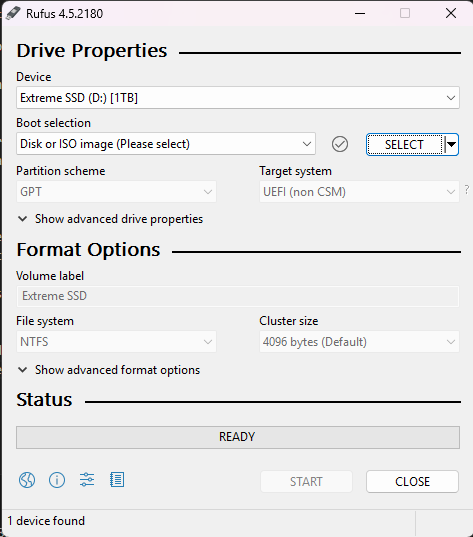 Rufus 4.5.2180
Drive Properties
Device
Extreme SSD (D:) [1TB]
Boot selection
Disk or ISO image (Please select)
SELECT
Partition scheme
Target system
GPT
UEFI (non CSM)
?
Show advanced drive properties
Format Options
Volume label
Extreme SSD
File system
Cluster size
NTFS
4096 bytes (Default)
Show advanced format options
Status
READY
START
CLOSE
1 device found